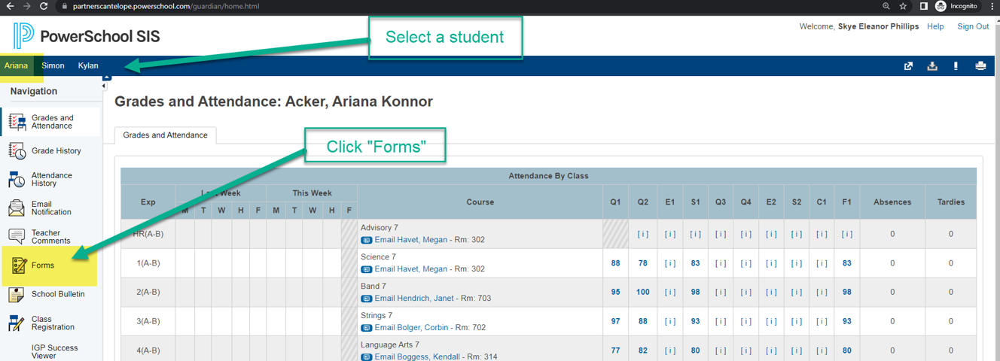 partnerscantelope.powerschool.com/guardian/home.html
Incognito
PowerSchool SIS
Select a student
Welcome, Skye Eleanor Phillips Help Sign Out
Ariana Simon Kylan
Navigation
Grades and
Attendance
Grade History
Attendance
History
Email
Notification
Teacher
Comments
Forms
School Bulletin
Class
Registration
IGP Success
Viewer
Grades and Attendance: Acker, Ariana Konnor
Grades and Attendance
Click "Forms"
Attendance By Class
Exp Week This Week Course Q1 Q2 E1 S1 Q3 Q4 E2 S2 C1 F1 Absences Tardies
M T W H F M T W H F
HR(A-B) Advisory 7 [ i ] [ i ] [ i ] [ i ] [ i ] [ i ] [ i ] [ i ] [ i ] 0 0
Email Havet, Megan - Rm: 302
1(A-B) Science 7 88 78 [ i ] 83 [ i ] [ i ] [ i ] [ i ] [ i ] 83 0 0
Email Havet, Megan - Rm: 302
2(A-B) Band 7 95 100 [ i ] 98 [ i ] [ i ] [ i ] [ i ] [ i ] 98 0 0
Email Hendrich, Janet - Rm: 703
3(A-B) Strings 7 97 88 [ i ] 93 [ i ] [ i ] [ i ] [ i ] [ i ] 93 0 0
Email Bolger, Corbin - Rm: 702
4(A-B) Language Arts 7 77 82 [ i ] 80 [ i ] [ i ] [ i ] [ i ] [ i ] 80 0 0
Email Boggess, Kendall - Rm: 314